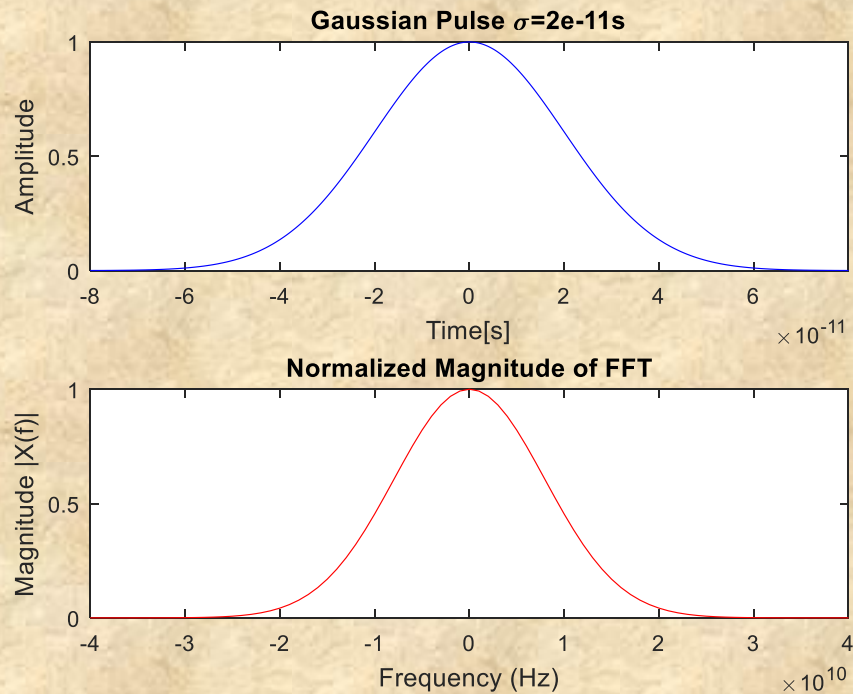 Gaussian Pulse σ=2e-11s
Amplitude
1
0.5
0
-8 -6 -4 -2 0 2 4 6
Time[s]
×10^-11
Normalized Magnitude of FFT
Magnitude |X(f)|
1
0.5
0
-4 -3 -2 -1 0 1 2 3 4
Frequency (Hz)
×10^10